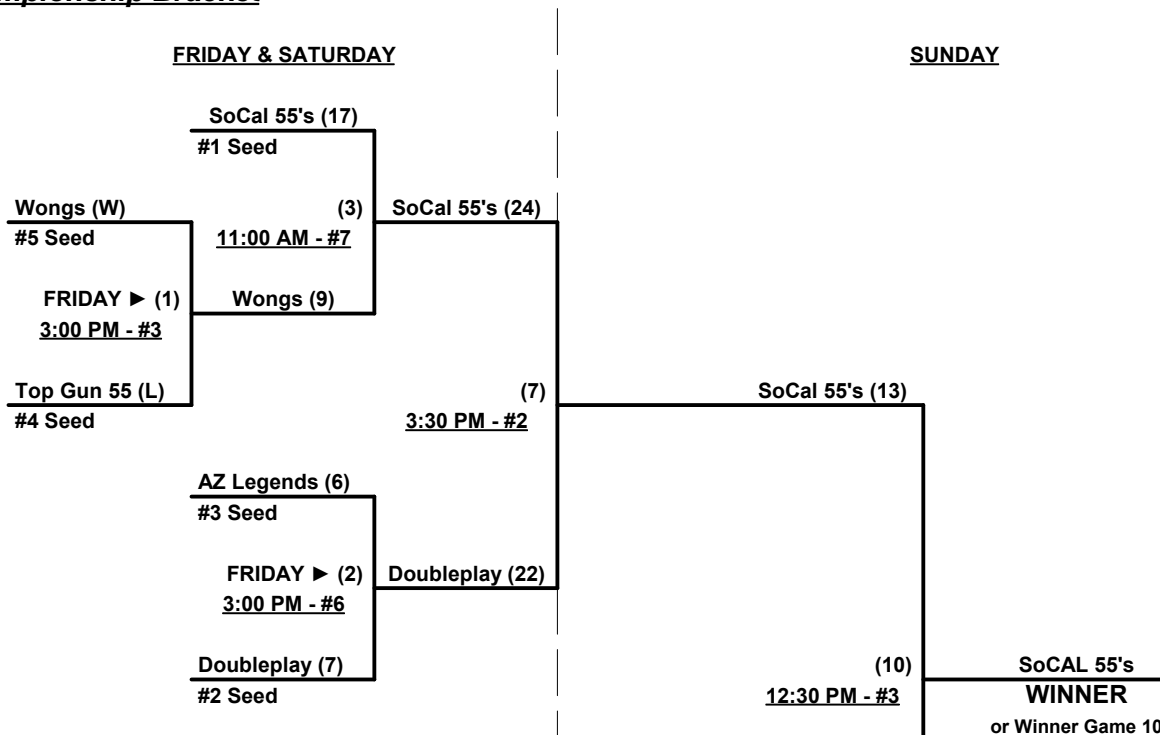 FRIDAY & SATURDAY
SUNDAY
SoCal 55's (17)
#1 Seed
Wongs (W)
(3)
SoCal 55's (24)
#5 Seed
11:00 AM - #7
FRIDAY ► (1)
Wongs (9)
3:00 PM - #3
Top Gun 55 (L)
(7)
SoCal 55's (13)
#4 Seed
3:30 PM - #2
AZ Legends (6)
#3 Seed
FRIDAY ► (2)
Doubleplay (22)
3:00 PM - #6
Doubleplay (7)
(10)
SoCAL 55's
#2 Seed
12:30 PM - #3
WINNER
or Winner Game 10